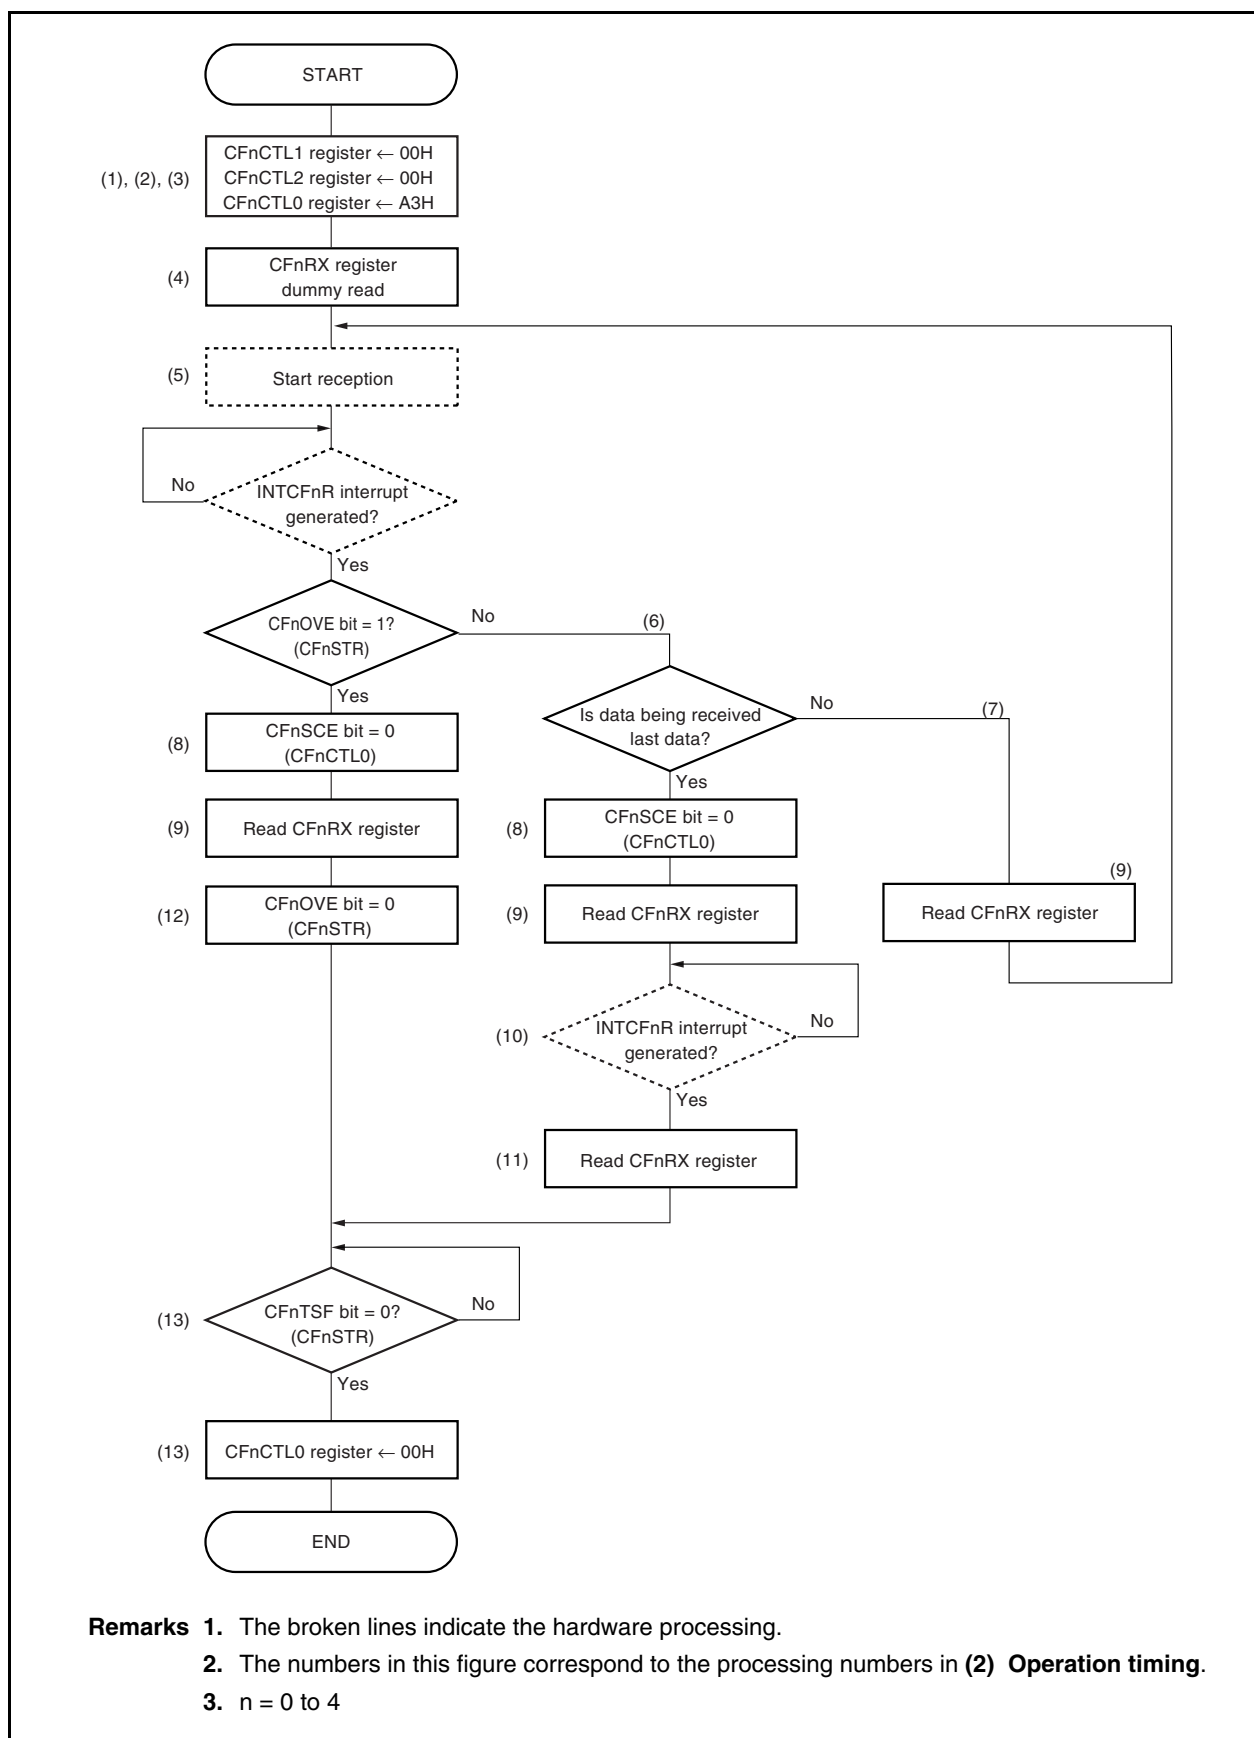 START
(1), (2), (3)
CFnCTL1 register ← 00H
CFnCTL2 register ← 00H
CFnCTL0 register ← A3H
(4)
CFnRX register
dummy read
(5)
Start reception
No
INTCFnR interrupt
generated?
Yes
CFnOVE bit = 1?
(CFnSTR)
No
(6)
Yes
Is data being received
last data?
No
(7)
Yes
(8)
CFnSCE bit = 0
(CFnCTL0)
(8)
CFnSCE bit = 0
(CFnCTL0)
(9)
Read CFnRX register
(9)
Read CFnRX register
(9)
Read CFnRX register
(12)
CFnOVE bit = 0
(CFnSTR)
(10)
INTCFnR interrupt
generated?
No
Yes
(11)
Read CFnRX register
(13)
CFnTSF bit = 0?
(CFnSTR)
No
Yes
(13)
CFnCTL0 register ← 00H
END
Remarks 1. The broken lines indicate the hardware processing.
2. The numbers in this figure correspond to the processing numbers in (2) Operation timing.
3. n = 0 to 4